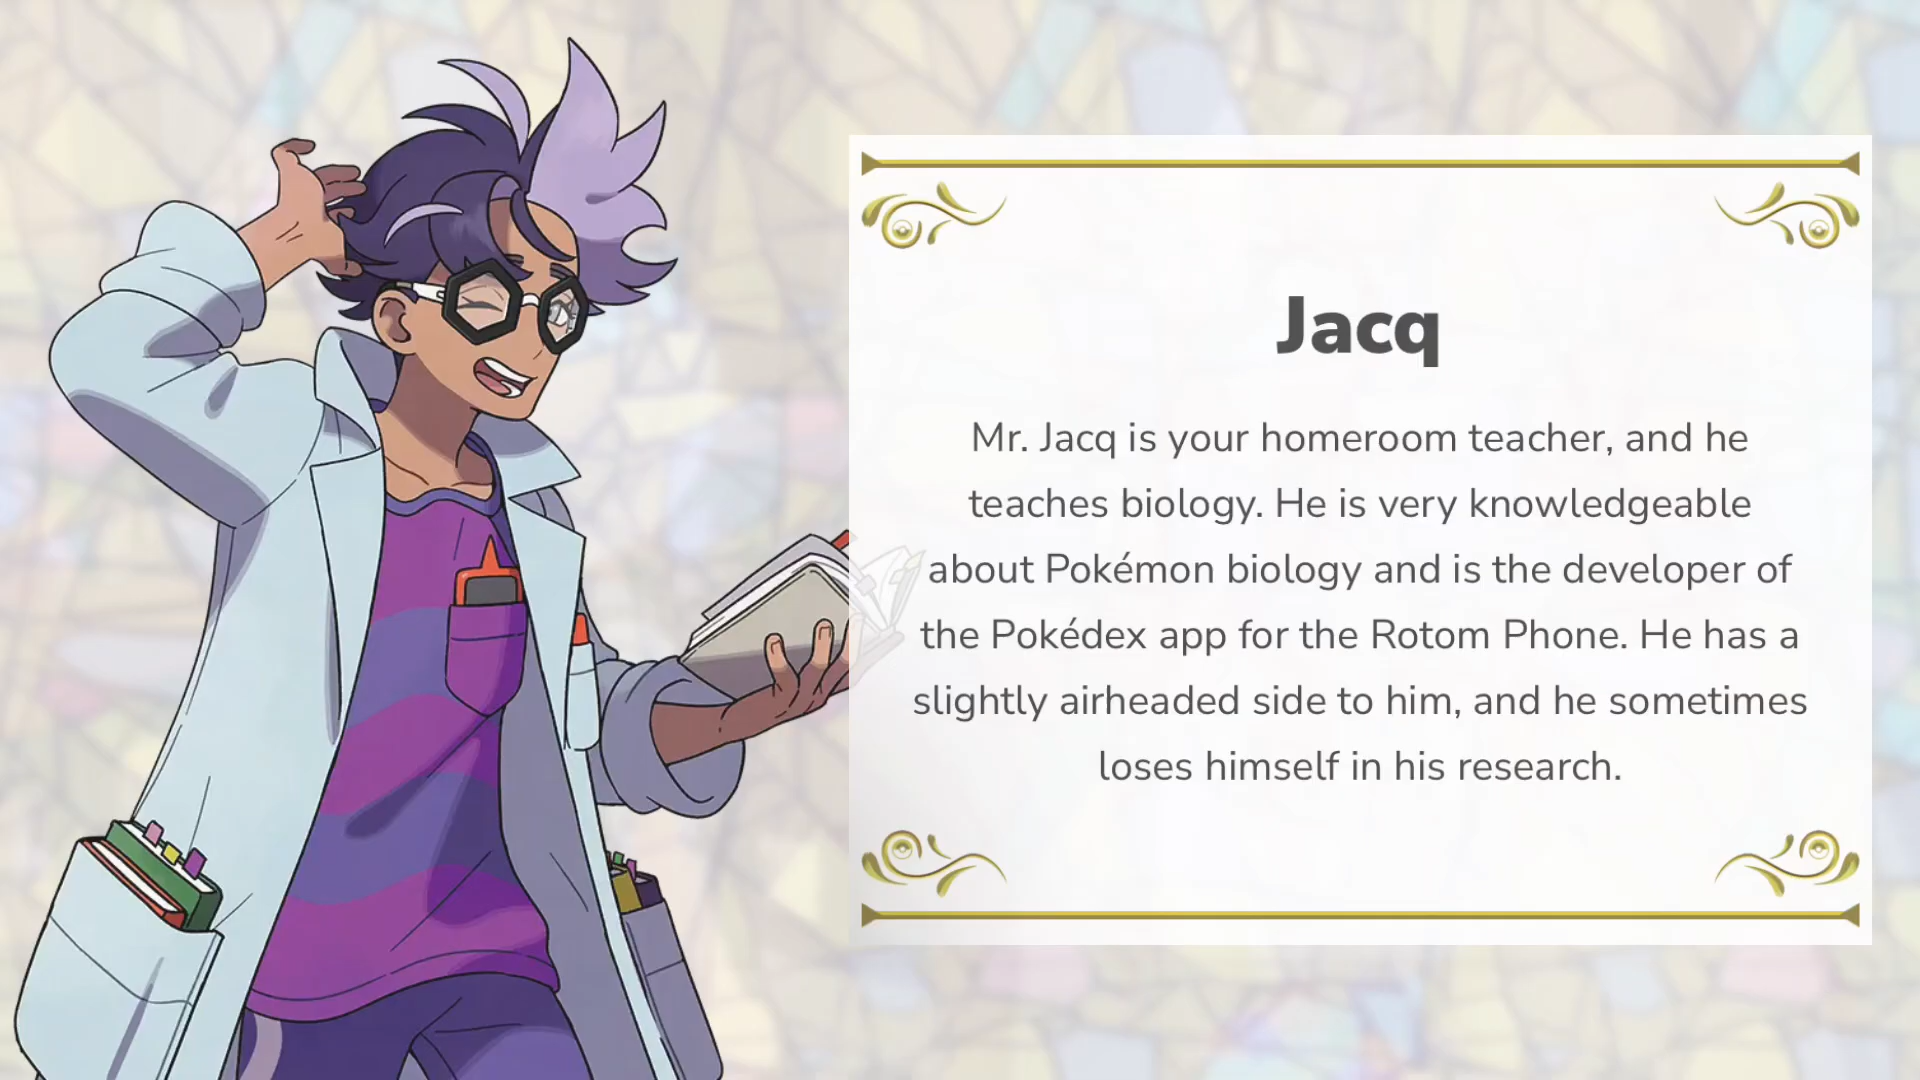 Jacq
Mr. Jacq is your homeroom teacher, and he
teaches biology. He is very knowledgeable
about Pokémon biology and is the developer of
the Pokédex app for the Rotom Phone. He has a
slightly airheaded side to him, and he sometimes
loses himself in his research.